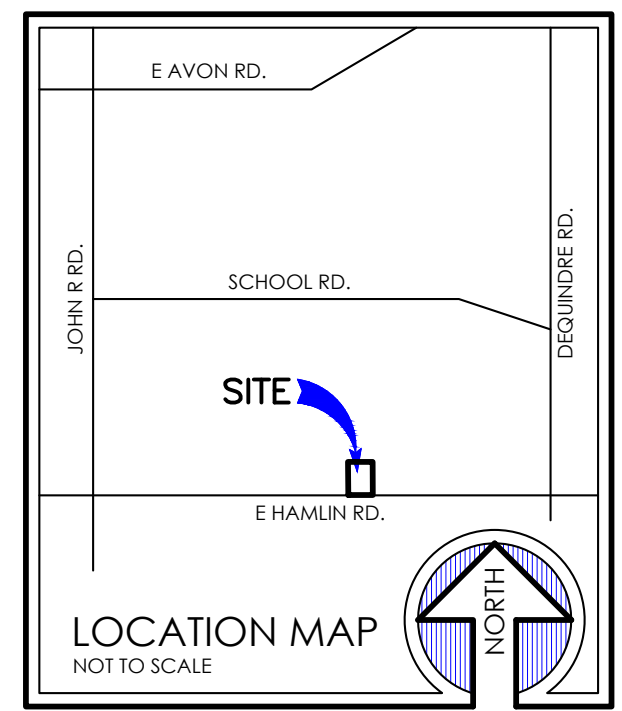 E AVON RD.
JOHN R RD.
DEQUINDRE RD.
SCHOOL RD.
SITE
E HAMLIN RD.
NORTH
LOCATION MAP
NOT TO SCALE